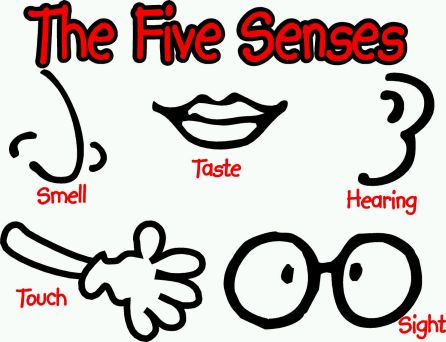 The Five Senses
Smell
Taste
Hearing
Touch
Sight